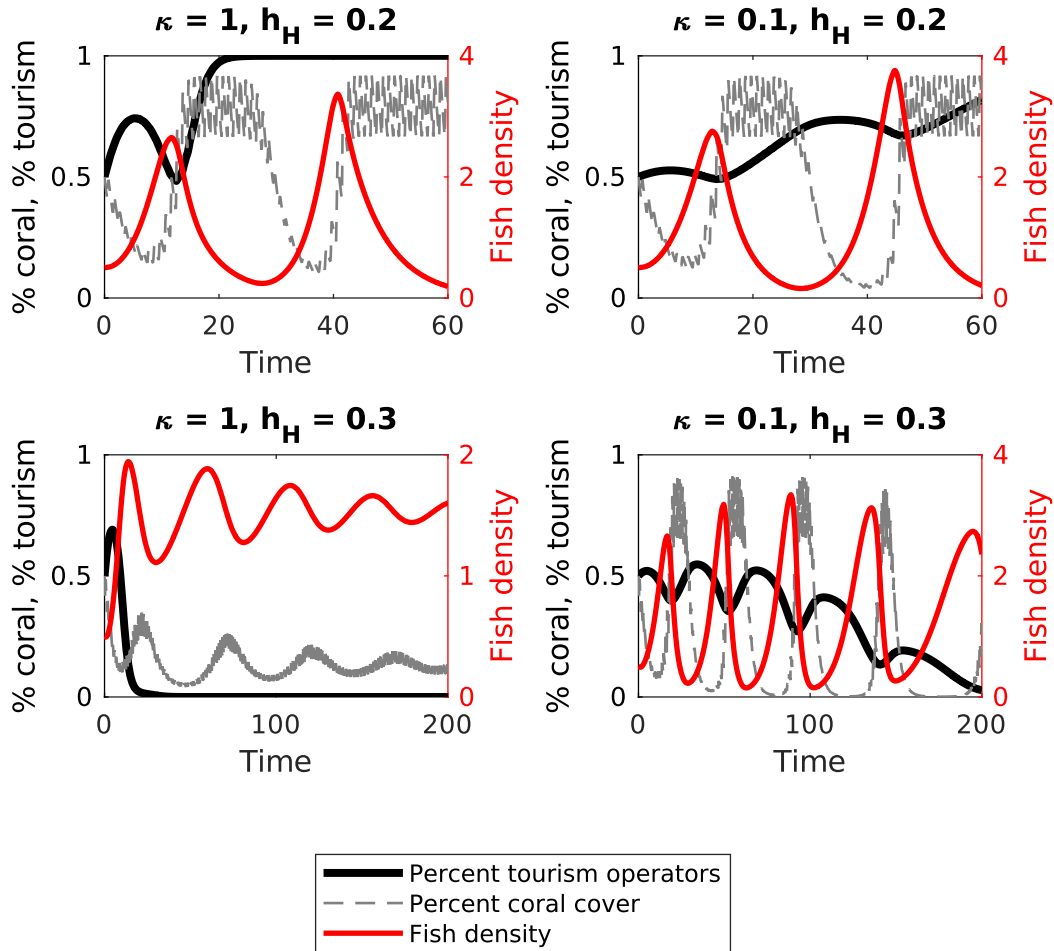 κ = 1, h_H = 0.2
% coral, % tourism
1
0.5
0
4
2
0
Fish density
0 20 40 60
Time
κ = 0.1, h_H = 0.2
% coral, % tourism
1
0.5
0
4
2
0
Fish density
0 20 40 60
Time
κ = 1, h_H = 0.3
% coral, % tourism
1
0.5
0
2
1
0
Fish density
0 100 200
Time
κ = 0.1, h_H = 0.3
% coral, % tourism
1
0.5
0
4
2
0
Fish density
0 100 200
Time
Percent tourism operators
Percent coral cover
Fish density